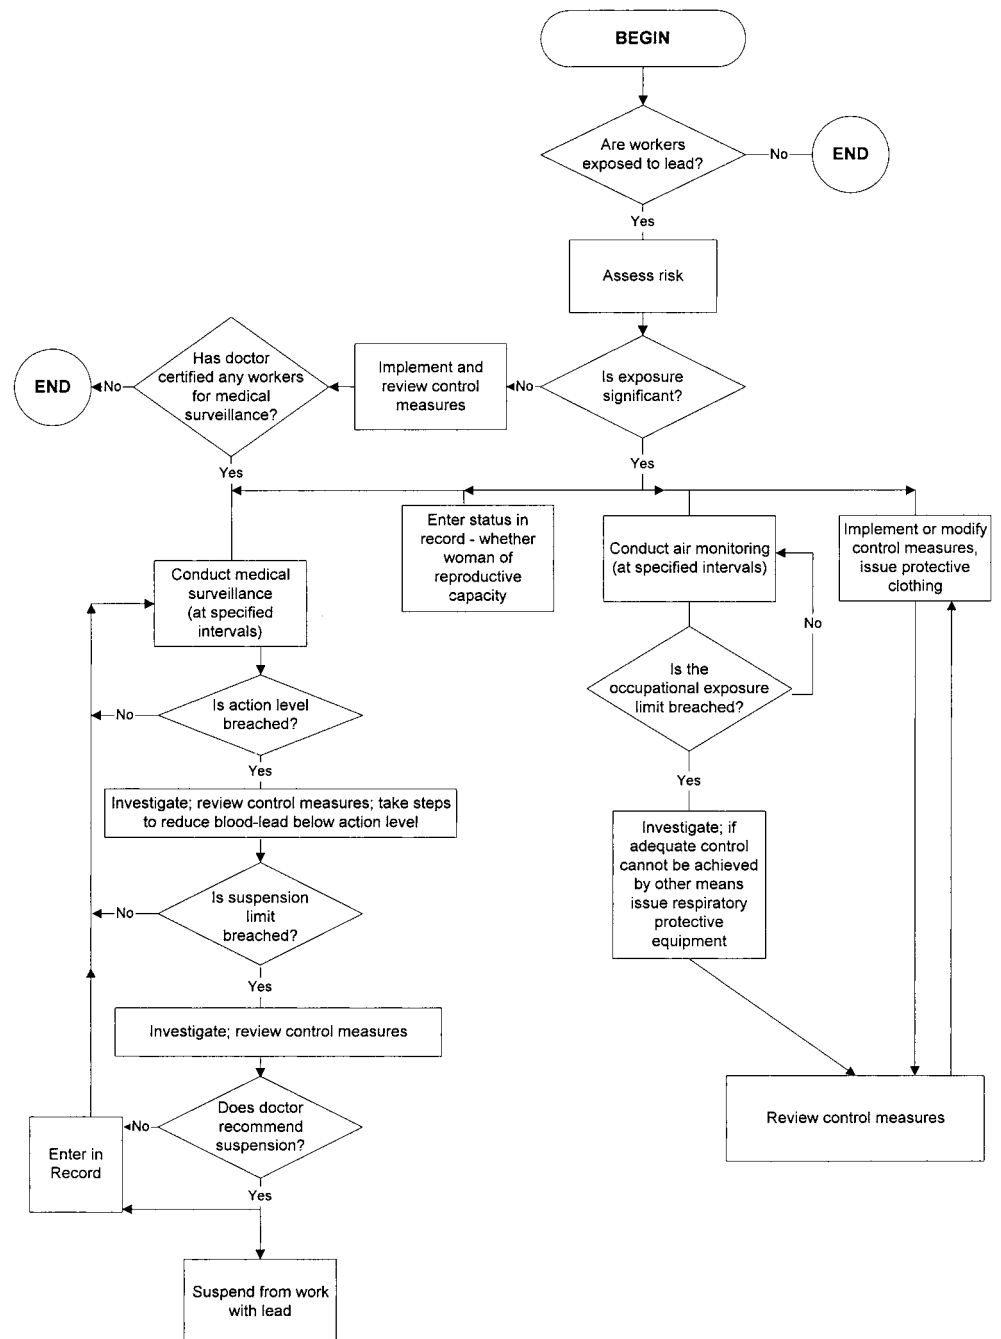 BEGIN
Are workers
exposed to lead?
No
END
Yes
Assess risk
Is exposure
significant?
No
Implement and
review control
measures
Has doctor
certified any workers
for medical
surveillance?
No
END
Yes
Yes
Conduct medical
surveillance
(at specified
intervals)
Enter status in
record - whether
woman of
reproductive
capacity
Conduct air monitoring
(at specified intervals)
Implement or modify
control measures,
issue protective
clothing
No
Is the
occupational exposure
limit breached?
Is action level
breached?
No
Yes
Yes
Investigate; review control measures; take steps
to reduce blood-lead below action level
Investigate; if
adequate control
cannot be achieved
by other means
issue respiratory
protective
equipment
Is suspension
limit
breached?
No
Yes
Investigate; review control measures
Does doctor
recommend
suspension?
No
Enter in
Record
Yes
Review control measures
Suspend from work
with lead